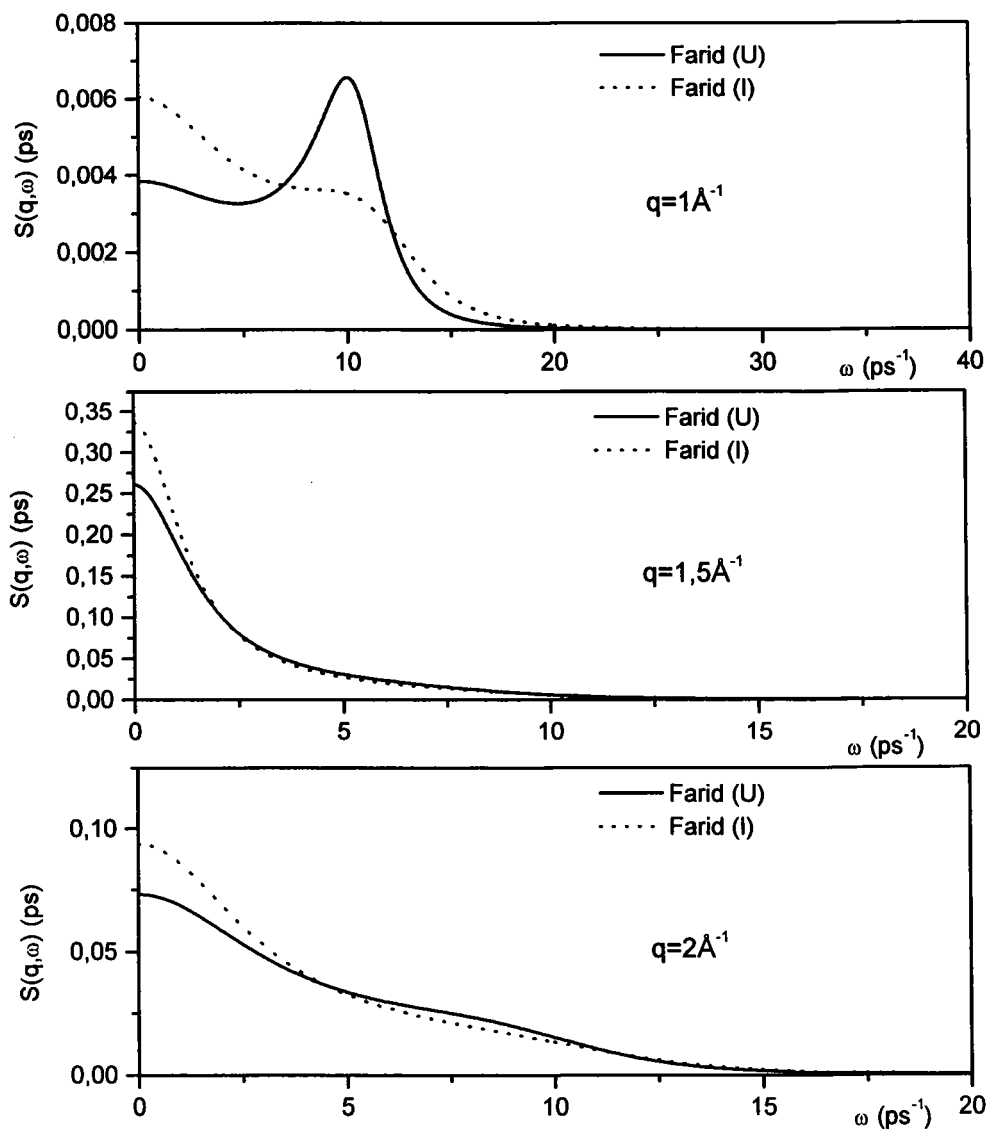 0,008
0,006
0,004
0,002
0,000
S(q,ω) (ps)
Farid (U)
Farid (I)
q=1Å⁻¹
0 10 20 30 40
ω (ps⁻¹)
0,35
0,30
0,25
0,20
0,15
0,10
0,05
0,00
S(q,ω) (ps)
Farid (U)
Farid (I)
q=1,5Å⁻¹
0 5 10 15 20
ω (ps⁻¹)
0,10
0,05
0,00
S(q,ω) (ps)
Farid (U)
Farid (I)
q=2Å⁻¹
0 5 10 15 20
ω (ps⁻¹)